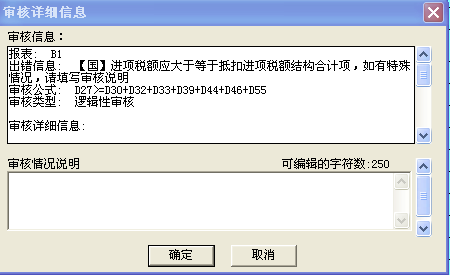 审核详细信息
审核信息：
报表： B1
出错信息： 【国】进项税额应大于等于抵扣进项税额结构合计项，如有特殊
情况，请填写审核说明
审核公式： D27>=D30+D32+D33+D39+D44+D46+D55
审核类型： 逻辑性审核
审核详细信息:
审核情况说明 可编辑的字符数:250
确定 取消